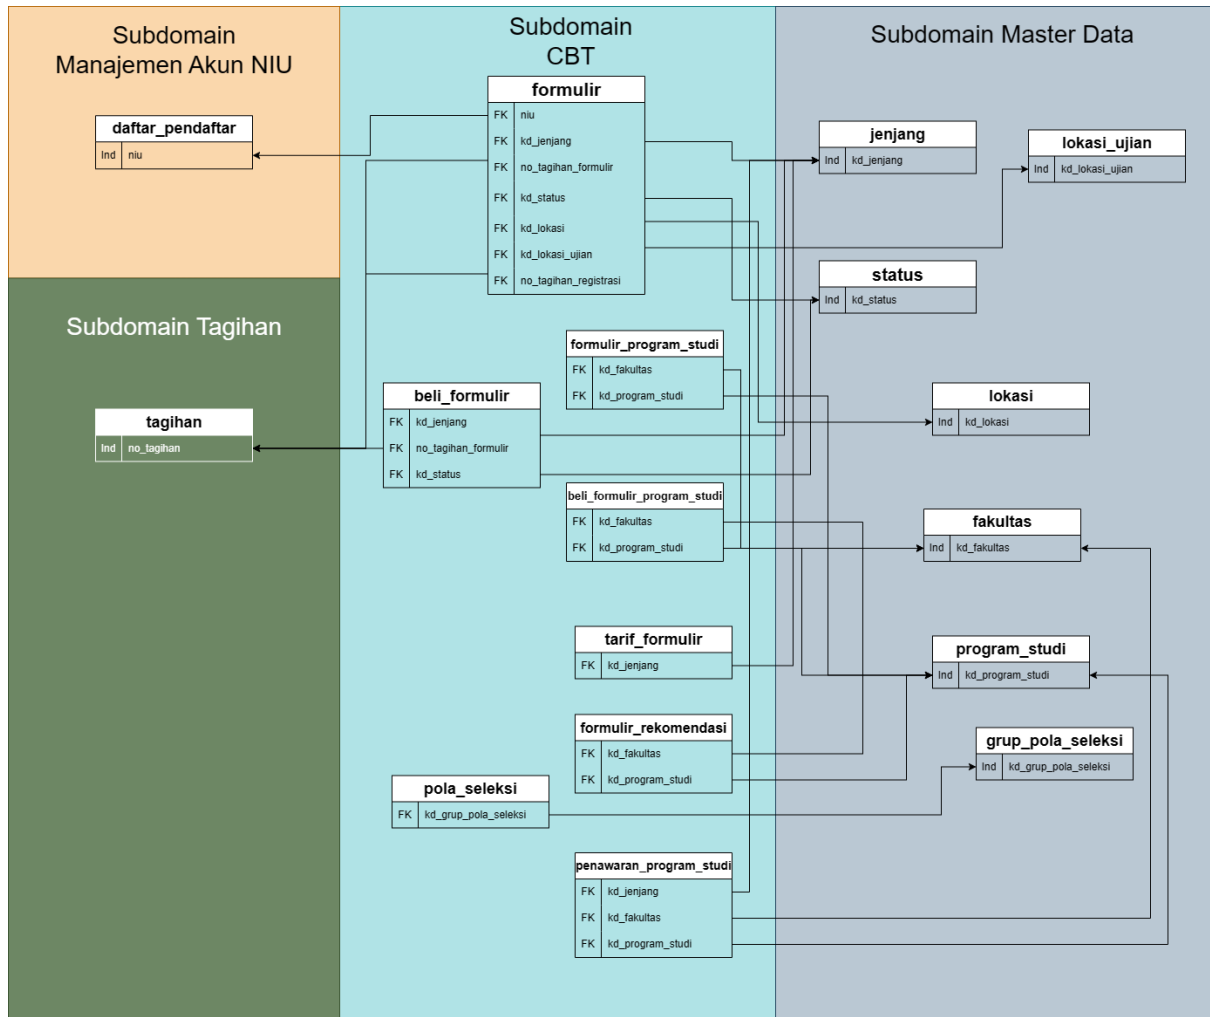 Subdomain
Manajemen Akun NIU
daftar_pendaftar
Ind niu
Subdomain Tagihan
tagihan
Ind no_tagihan
Subdomain
CBT
formulir
FK niu
FK kd_jenjang
FK no_tagihan_formulir
FK kd_status
FK kd_lokasi
FK kd_lokasi_ujian
FK no_tagihan_registrasi
formulir_program_studi
FK kd_fakultas
FK kd_program_studi
beli_formulir
FK kd_jenjang
FK no_tagihan_formulir
FK kd_status
beli_formulir_program_studi
FK kd_fakultas
FK kd_program_studi
tarif_formulir
FK kd_jenjang
formulir_rekomendasi
FK kd_fakultas
FK kd_program_studi
pola_seleksi
FK kd_grup_pola_seleksi
penawaran_program_studi
FK kd_jenjang
FK kd_fakultas
FK kd_program_studi
Subdomain Master Data
jenjang
Ind kd_jenjang
lokasi_ujian
Ind kd_lokasi_ujian
status
Ind kd_status
lokasi
Ind kd_lokasi
fakultas
Ind kd_fakultas
program_studi
Ind kd_program_studi
grup_pola_seleksi
Ind kd_grup_pola_seleksi